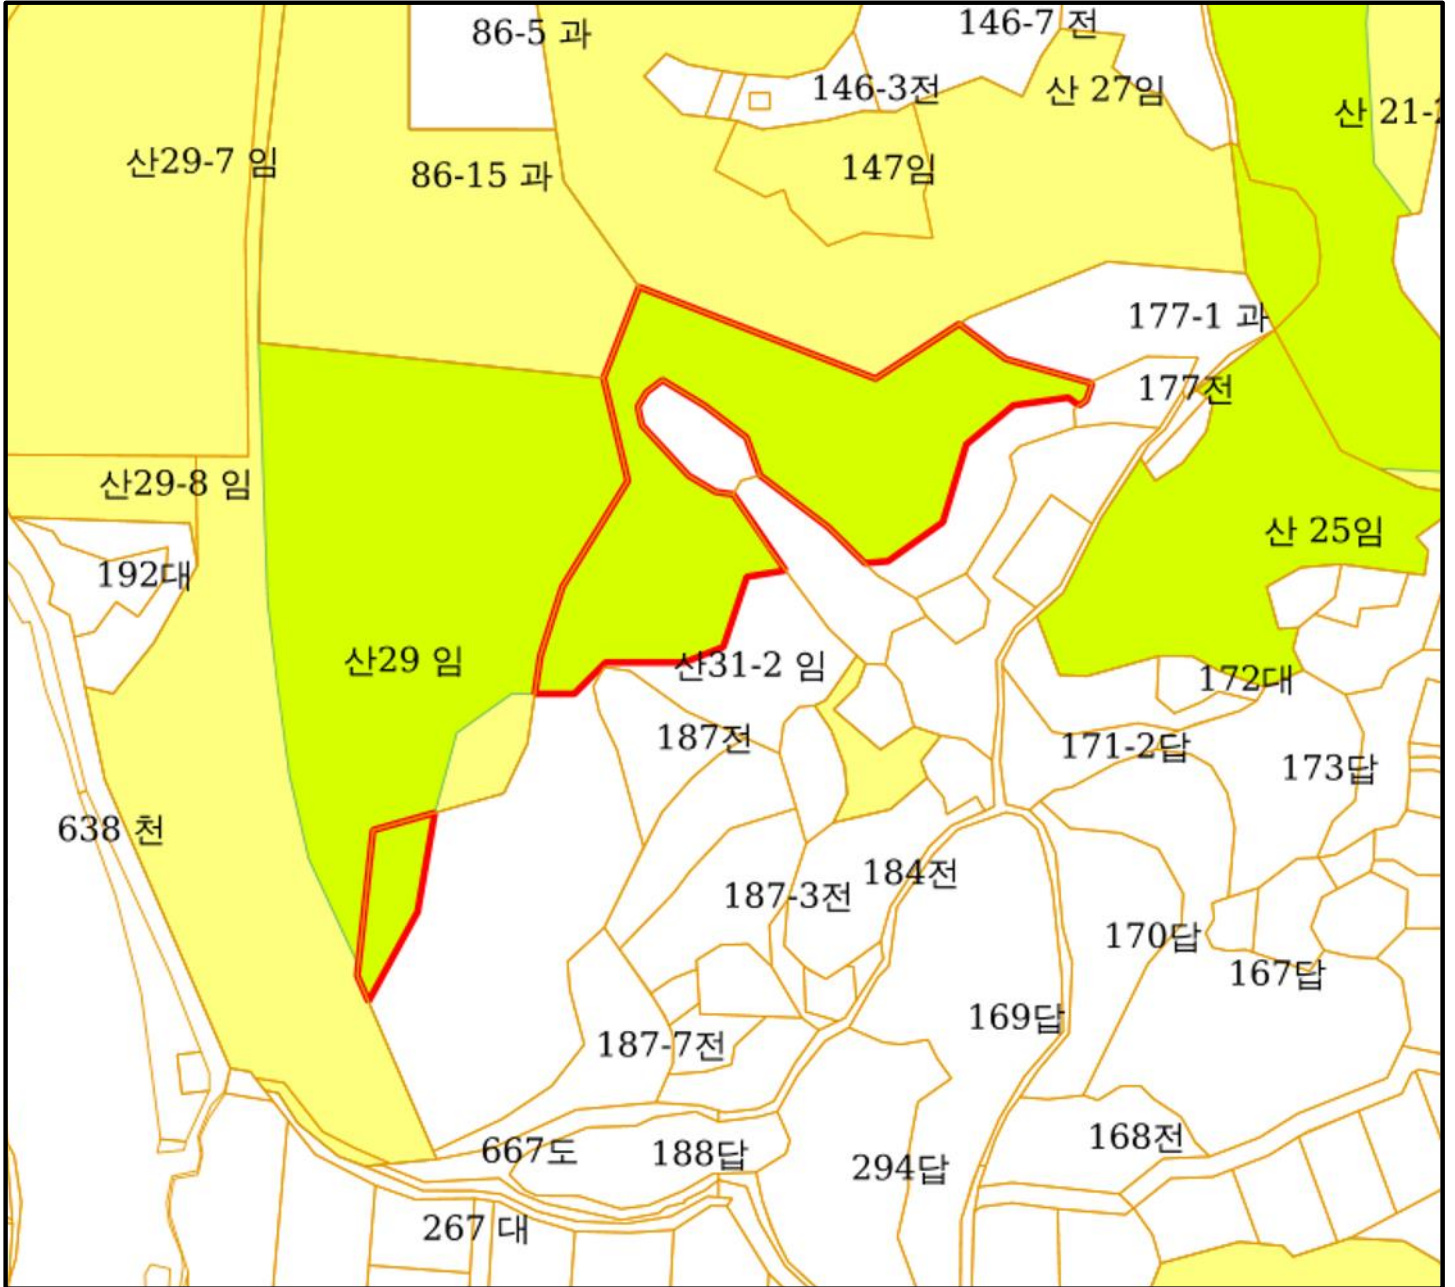 86-5 과
146-7 전
146-3전
산 27임
산 21-2
산29-7 임
86-15 과
147임
177-1 과
177전
산29-8 임
산 25임
192대
산29 임
산31-2 임
172대
187전
171-2답
173답
638 천
184전
187-3전
170답
167답
169답
187-7전
168전
667도
188답
294답
267 대